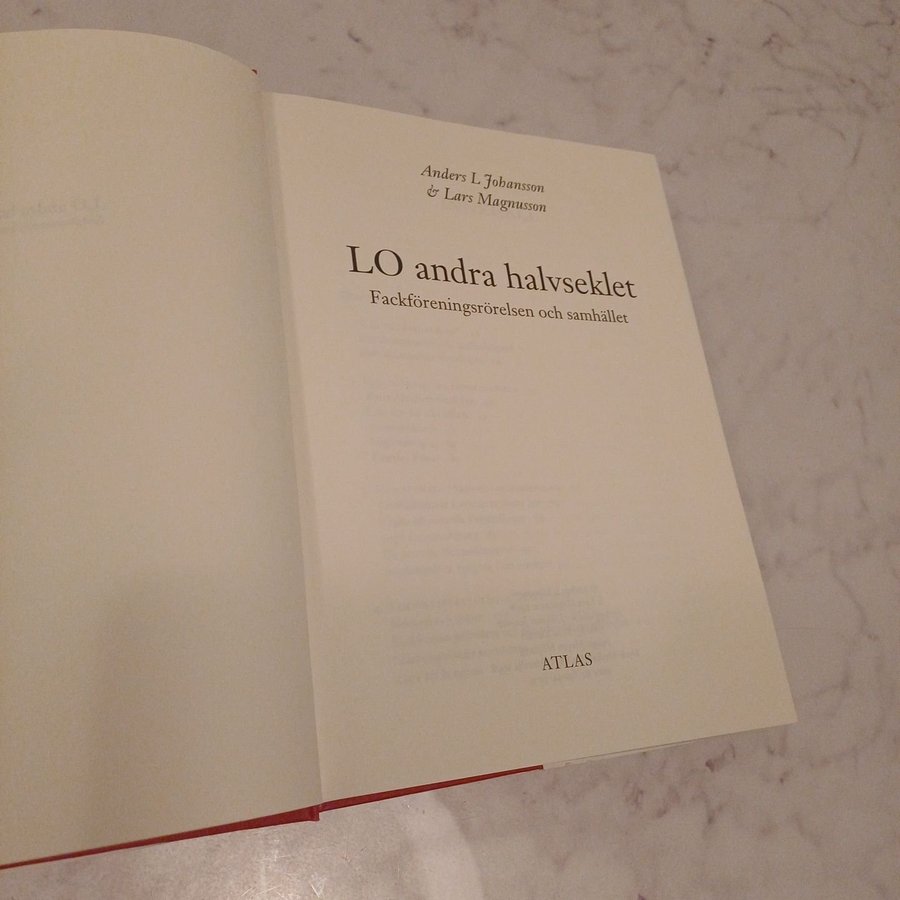 Anders L Johansson
& Lars Magnusson
LO andra halvseklet
Fackföreningsrörelsen och samhället
ATLAS